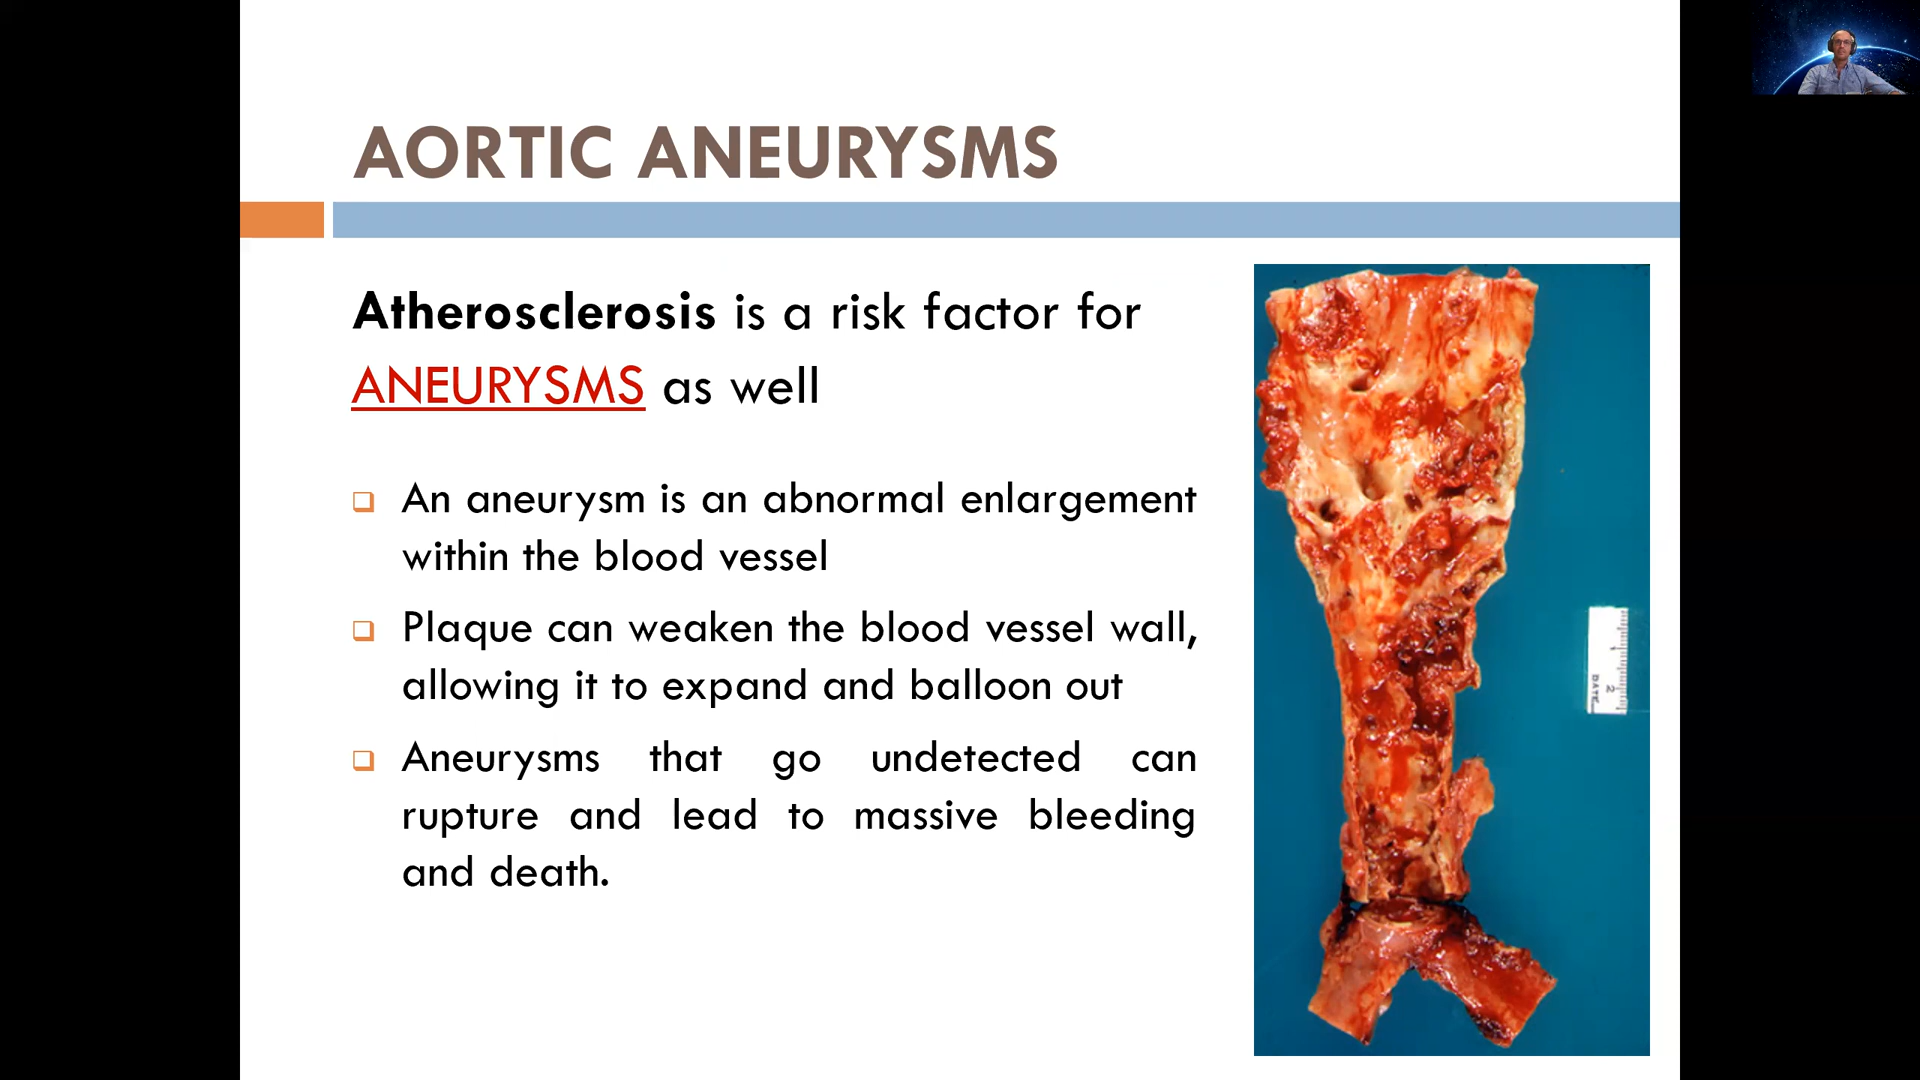 AORTIC ANEURYSMS
Atherosclerosis is a risk factor for
ANEURYSMS as well
An aneurysm is an abnormal enlargement
within the blood vessel
Plaque can weaken the blood vessel wall,
allowing it to expand and balloon out
Aneurysms that go undetected can
rupture and lead to massive bleeding
and death.
DATE
2